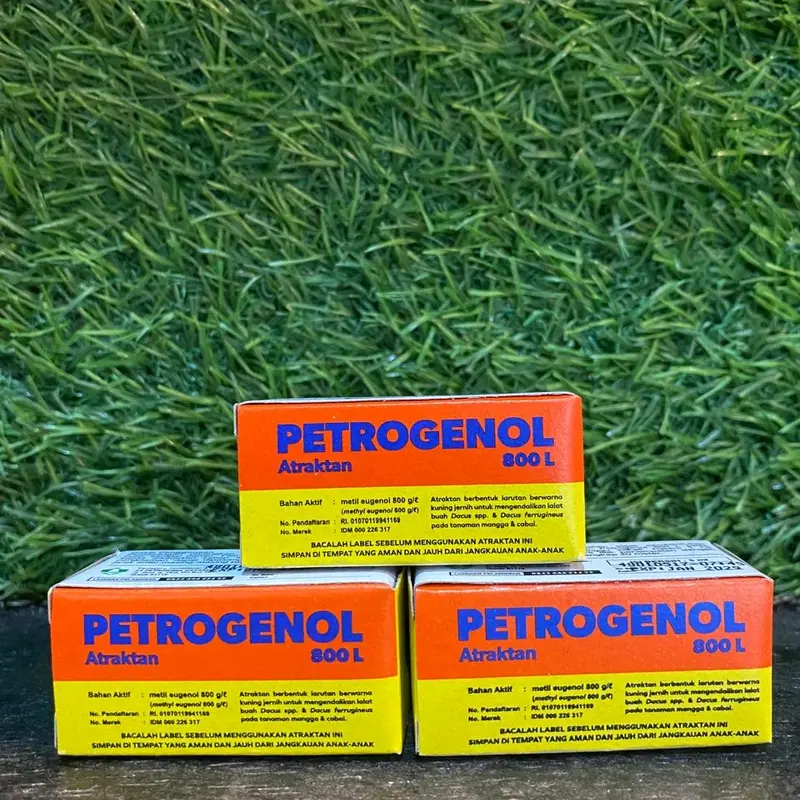 PETROGENOL
Atraktan 800 L
Bahan Aktif : metil eugenol 800 g/ℓ
(methyl eugenol 800 g/ℓ)
No. Pendaftaran : RI. 01070119941169
No. Merek : IDM 000 226 317
Atraktan berbentuk larutan berwarna
kuning jernih untuk mengendalikan lalat
buah Dacus spp. & Dacus ferrugineus
pada tanaman mangga & cabai.
BACALAH LABEL SEBELUM MENGGUNAKAN ATRAKTAN INI
SIMPAN DI TEMPAT YANG AMAN DAN JAUH DARI JANGKAUAN ANAK-ANAK
PETROGENOL
Atraktan 800 L
Bahan Aktif : metil eugenol 800 g/ℓ
(methyl eugenol 800 g/ℓ)
No. Pendaftaran : RI. 01070119941169
No. Merek : IDM 000 226 317
Atraktan berbentuk larutan berwarna
kuning jernih untuk mengendalikan lalat
buah Dacus spp. & Dacus ferrugineus
pada tanaman mangga & cabai.
BACALAH LABEL SEBELUM MENGGUNAKAN ATRAKTAN INI
SIMPAN DI TEMPAT YANG AMAN DAN JAUH DARI JANGKAUAN ANAK-ANAK
PETROGENOL
Atraktan 800 L
Bahan Aktif : metil eugenol 800 g/ℓ
(methyl eugenol 800 g/ℓ)
No. Pendaftaran : RI. 01070119941169
No. Merek : IDM 000 226 317
Atraktan berbentuk larutan berwarna
kuning jernih untuk mengendalikan lalat
buah Dacus spp. & Dacus ferrugineus
pada tanaman mangga & cabai.
BACALAH LABEL SEBELUM MENGGUNAKAN ATRAKTAN INI
SIMPAN DI TEMPAT YANG AMAN DAN JAUH DARI JANGKAUAN ANAK-ANAK